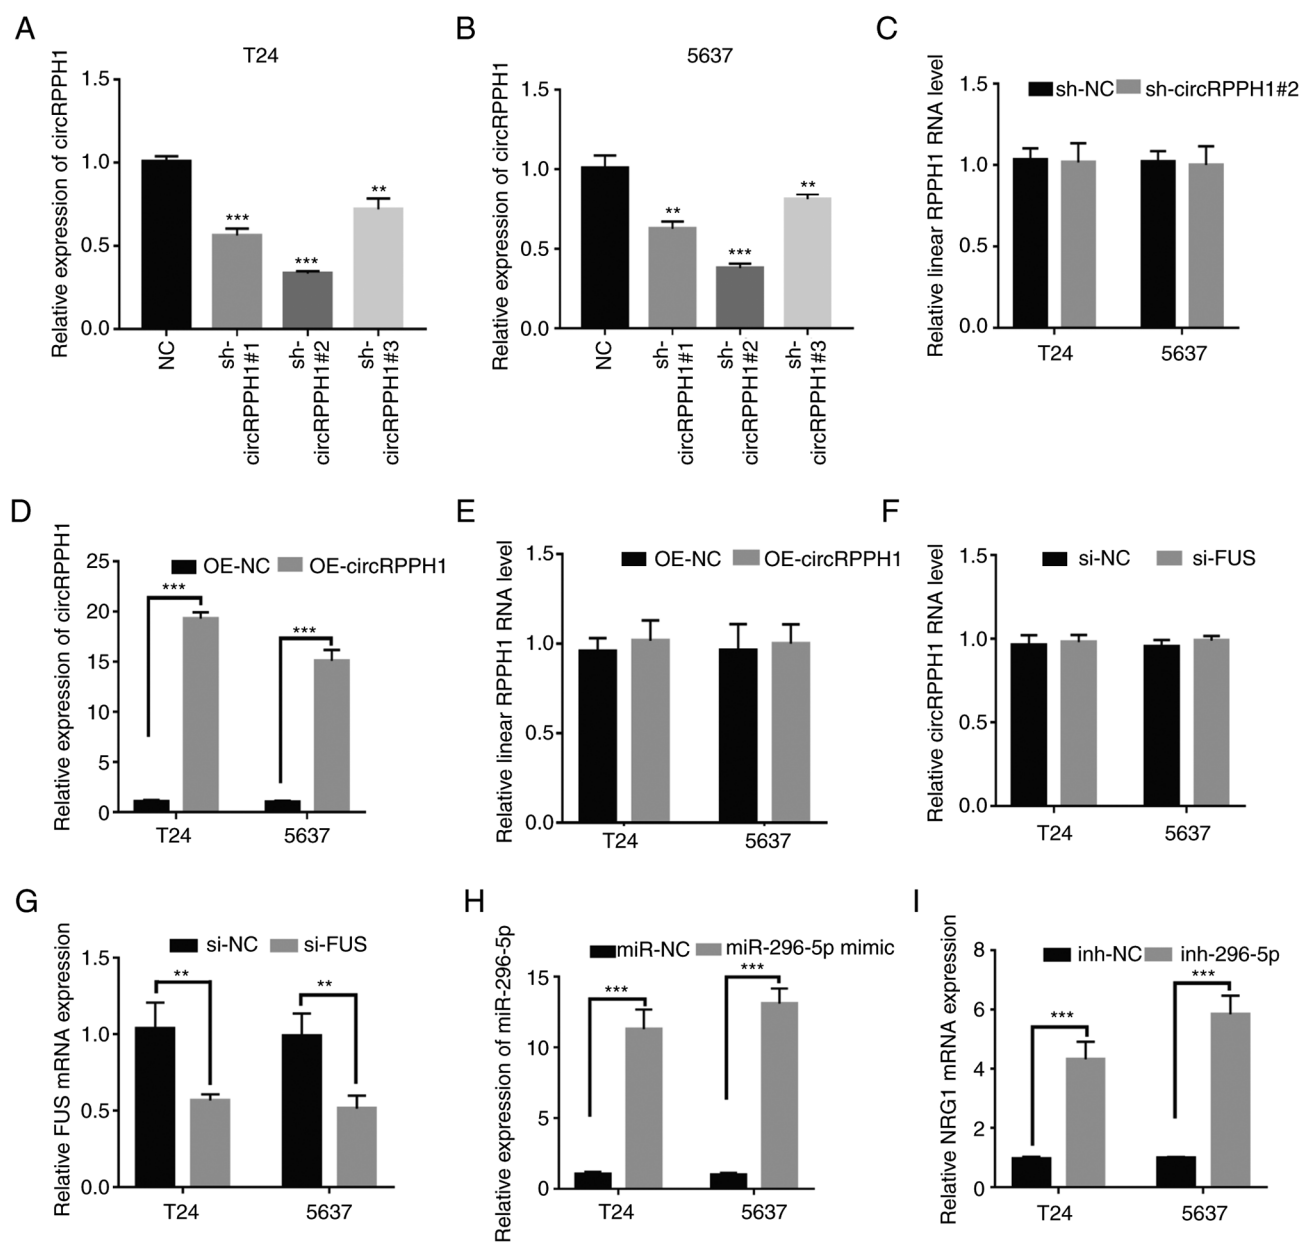 A
T24
Relative expression of circRPPH1
1.5
1.0
0.5
0.0
***
***
**
NC
sh-
circRPPH1#1
sh-
circRPPH1#2
sh-
circRPPH1#3
B
5637
Relative expression of circRPPH1
1.5
1.0
0.5
0.0
**
***
**
NC
sh-
circRPPH1#1
sh-
circRPPH1#2
sh-
circRPPH1#3
C
Relative linear RPPH1 RNA level
sh-NC sh-circRPPH1#2
1.5
1.0
0.5
0.0
T24 5637
D
Relative expression of circRPPH1
OE-NC OE-circRPPH1
25
20
15
10
5
0
***
***
T24 5637
E
Relative linear RPPH1 RNA level
OE-NC OE-circRPPH1
1.5
1.0
0.5
0.0
T24 5637
F
Relative circRPPH1 RNA level
si-NC si-FUS
1.5
1.0
0.5
0.0
T24 5637
G
Relative FUS mRNA expression
si-NC si-FUS
1.5
1.0
0.5
0.0
**
**
T24 5637
H
Relative expression of miR-296-5p
miR-NC miR-296-5p mimic
15
10
5
0
***
***
T24 5637
I
Relative NRG1 mRNA expression
inh-NC inh-296-5p
8
6
4
2
0
***
***
T24 5637